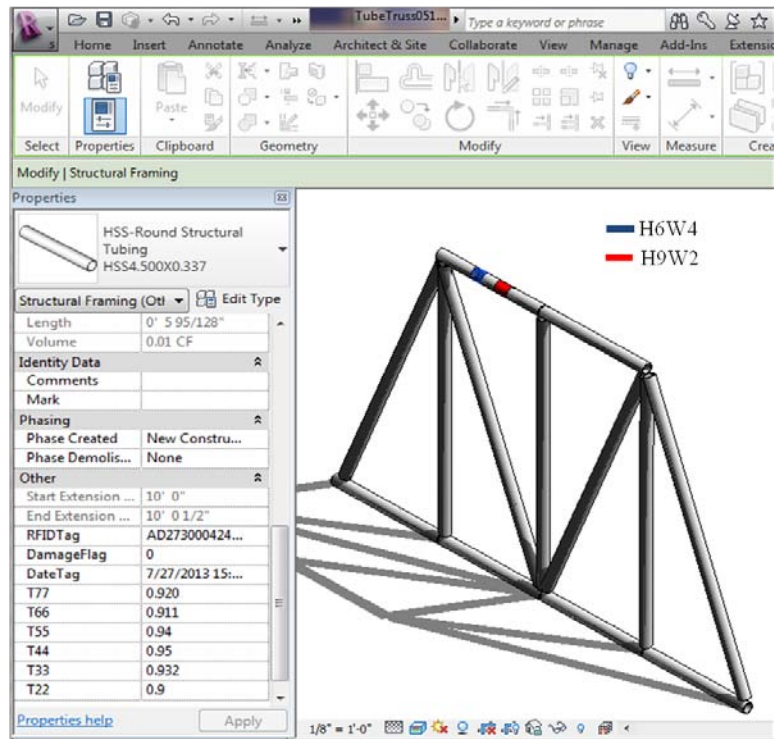 TubeTruss051...
Type a keyword or phrase
Home Insert Annotate Analyze Architect & Site Collaborate View Manage Add-Ins Extensi
Modify
Paste
Select Properties Clipboard Geometry Modify View Measure Crea
Modify | Structural Framing
Properties
HSS-Round Structural
Tubing
HSS4.500X0.337
Structural Framing (Otl Edit Type
Length 0' 5 95/128"
Volume 0.01 CF
Identity Data
Comments
Mark
Phasing
Phase Created New Constru...
Phase Demolis... None
Other
Start Extension ... 10' 0"
End Extension ... 10' 0 1/2"
RFIDTag AD273000424...
DamageFlag 0
DateTag 7/27/2013 15:...
T77 0.920
T66 0.911
T55 0.94
T44 0.95
T33 0.932
T22 0.9
Properties help Apply
H6W4
H9W2
1/8" = 1'-0"